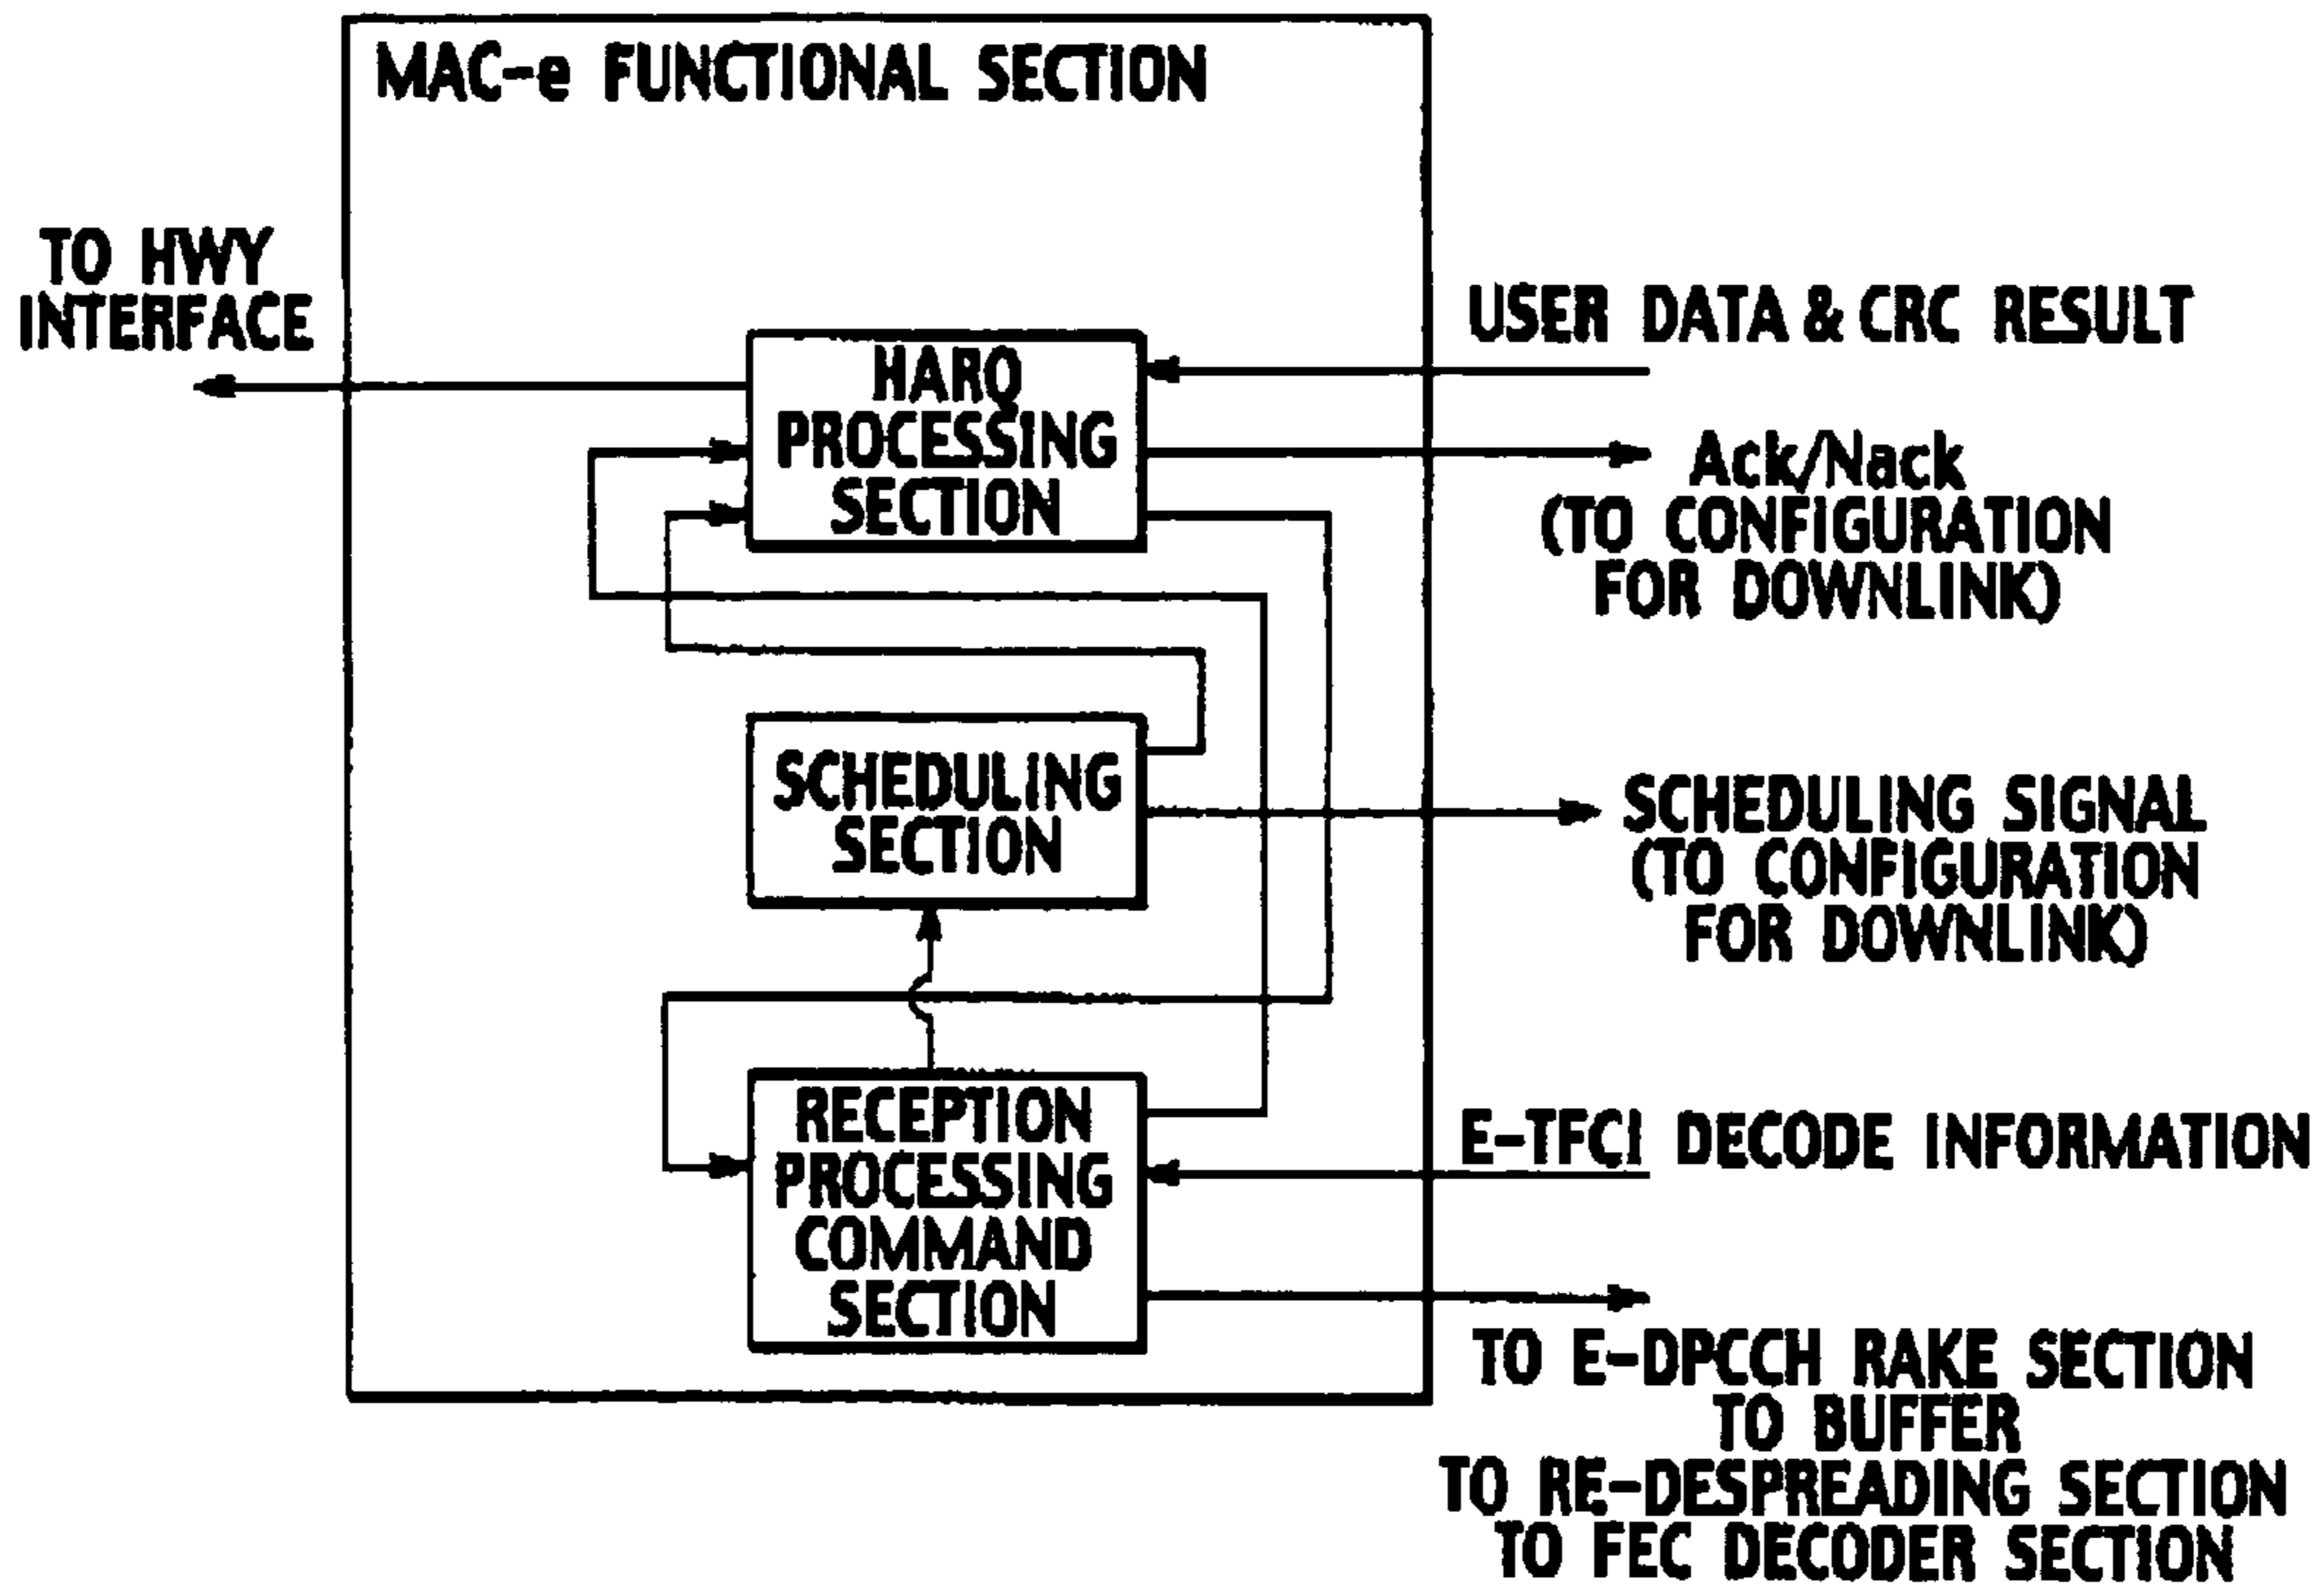 MAC-e FUNCTIONAL SECTION
TO HWY
INTERFACE
HARQ
PROCESSING
SECTION
USER DATA & CRC RESULT
Ack/Nack
(TO CONFIGURATION
FOR DOWNLINK)
SCHEDULING
SECTION
SCHEDULING SIGNAL
(TO CONFIGURATION
FOR DOWNLINK)
RECEPTION
PROCESSING
COMMAND
SECTION
E-TFCI DECODE INFORMATION
TO E-DPCCH RAKE SECTION
TO BUFFER
TO RE-DESPREADING SECTION
TO FEC DECODER SECTION